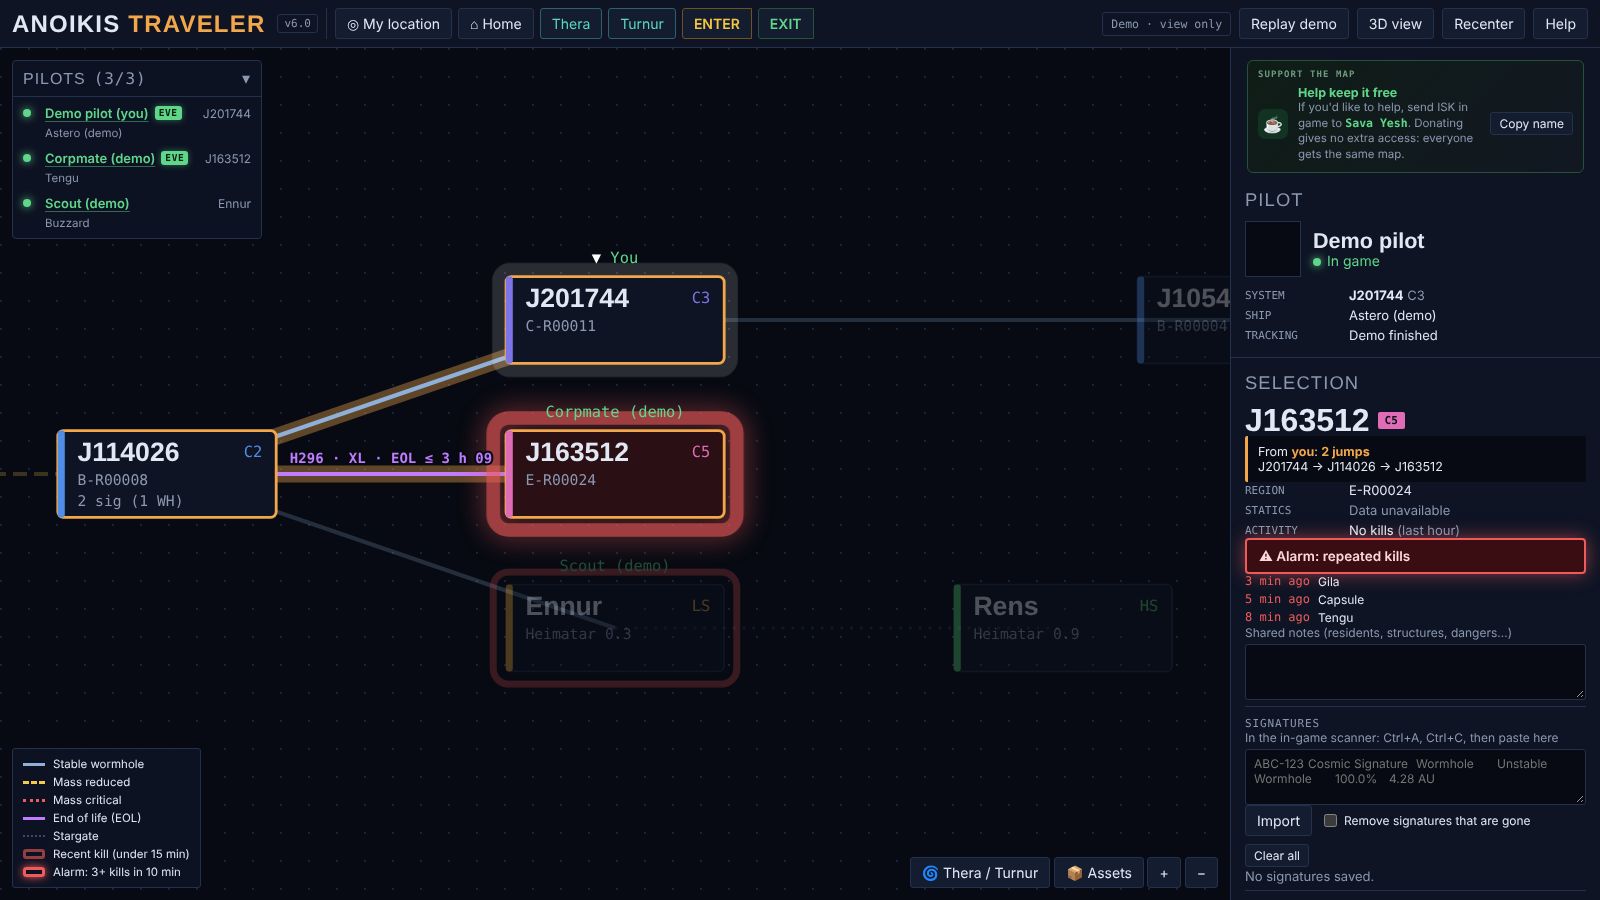 ANOIKIS TRAVELER v6.0 ◎ My location ⌂ Home Thera Turnur ENTER EXIT Demo · view only Replay demo 3D view Recenter Help
PILOTS (3/3) ▼
Demo pilot (you) EVE J201744
Astero (demo)
Corpmate (demo) EVE J163512
Tengu
Scout (demo) Ennur
Buzzard
▼ You
J201744 C3
C-R00011
J1054
B-R00004
J114026 C2
B-R00008
2 sig (1 WH)
H296 · XL · EOL ≤ 3 h 09
Corpmate (demo)
J163512 C5
E-R00024
Scout (demo)
Ennur LS
Heimatar 0.3
Rens HS
Heimatar 0.9
Stable wormhole
Mass reduced
Mass critical
End of life (EOL)
Stargate
Recent kill (under 15 min)
Alarm: 3+ kills in 10 min
🌀 Thera / Turnur 📦 Assets + −
SUPPORT THE MAP
Help keep it free
If you'd like to help, send ISK in
game to Sava Yesh. Donating
gives no extra access: everyone
gets the same map.
Copy name
PILOT
Demo pilot
In game
SYSTEM J201744 C3
SHIP Astero (demo)
TRACKING Demo finished
SELECTION
J163512 C5
From you: 2 jumps
J201744 → J114026 → J163512
REGION E-R00024
STATICS Data unavailable
ACTIVITY No kills (last hour)
⚠ Alarm: repeated kills
3 min ago Gila
5 min ago Capsule
8 min ago Tengu
Shared notes (residents, structures, dangers...)
SIGNATURES
In the in-game scanner: Ctrl+A, Ctrl+C, then paste here
ABC-123 Cosmic Signature Wormhole Unstable
Wormhole 100.0% 4.28 AU
Import Remove signatures that are gone
Clear all
No signatures saved.